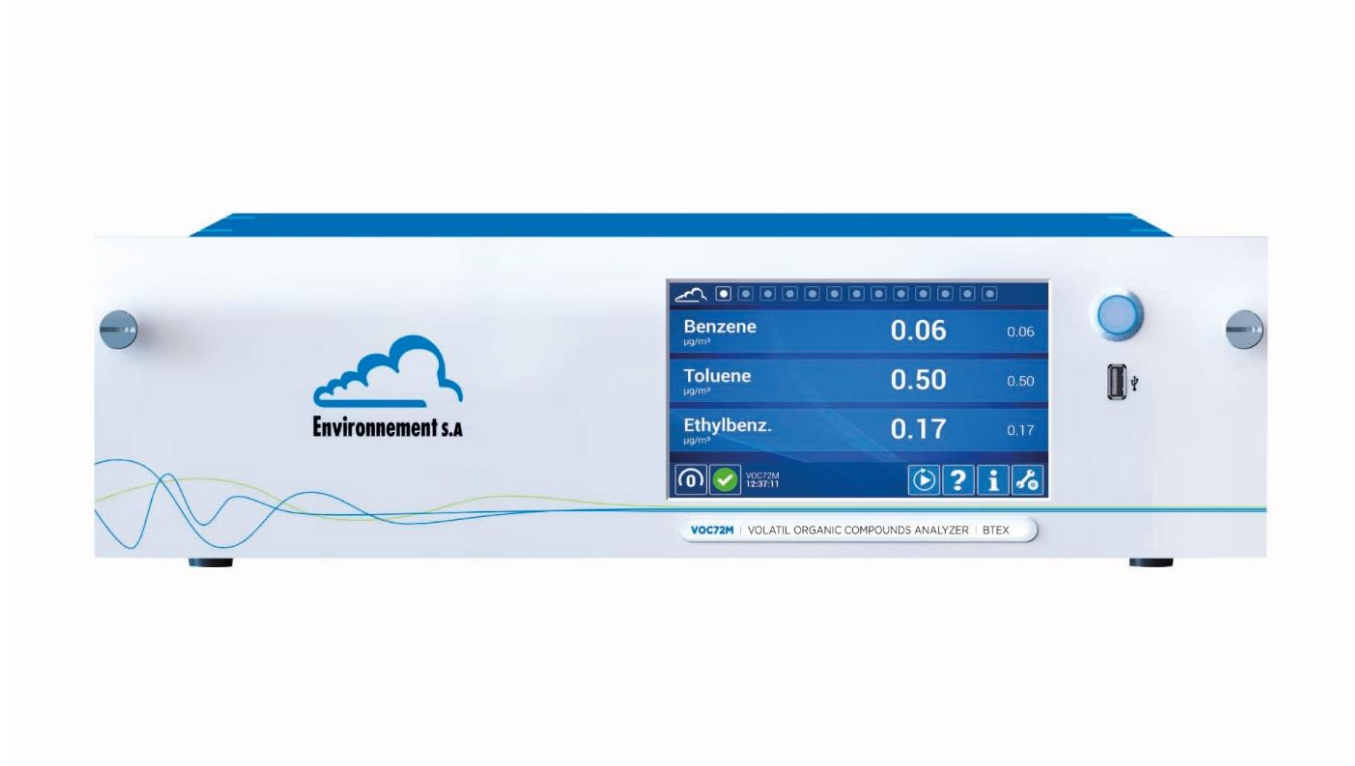 Environnement S.A
Benzene 0.06 0.06
µg/m³
Toluene 0.50 0.50
µg/m³
Ethylbenz. 0.17 0.17
µg/m³
0 VOC72M ? i
12:37:11
VOC72M | VOLATIL ORGANIC COMPOUNDS ANALYZER | BTEX